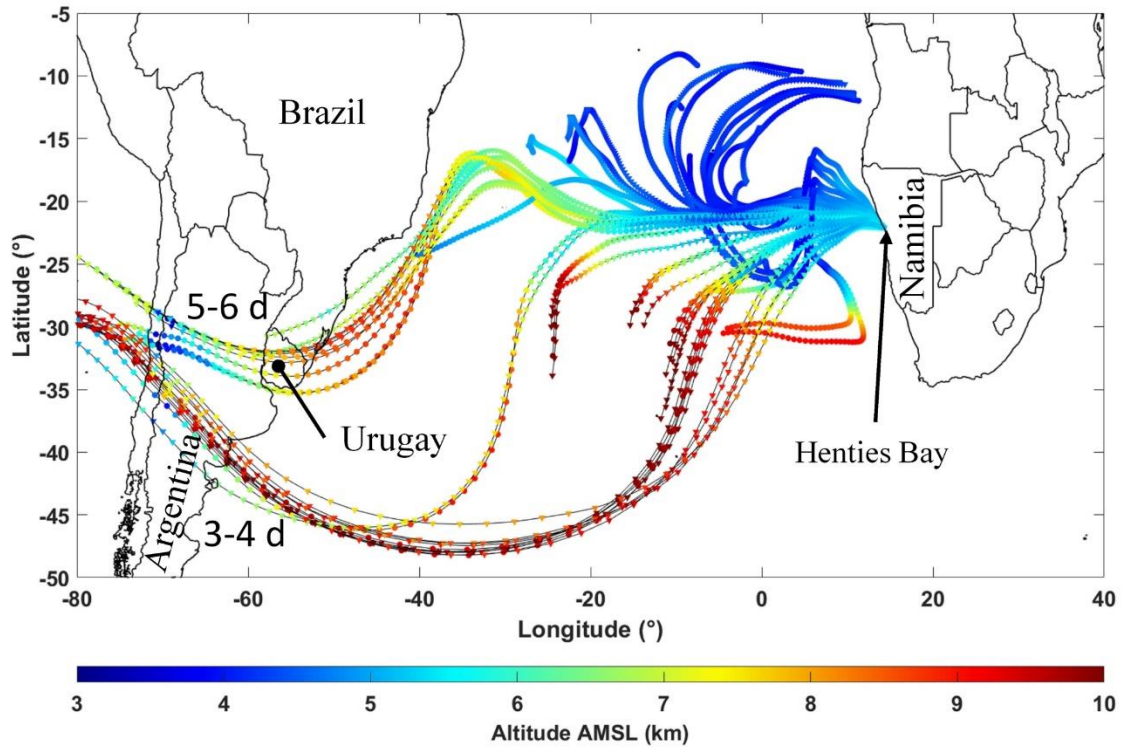 -5
-10
-15
-20
-25
-30
-35
-40
-45
-50
Latitude (°)
Brazil
5-6 d
Urugay
Argentina
3-4 d
Namibia
Henties Bay
-80 -60 -40 -20 0 20 40
Longitude (°)
3 4 5 6 7 8 9 10
Altitude AMSL (km)